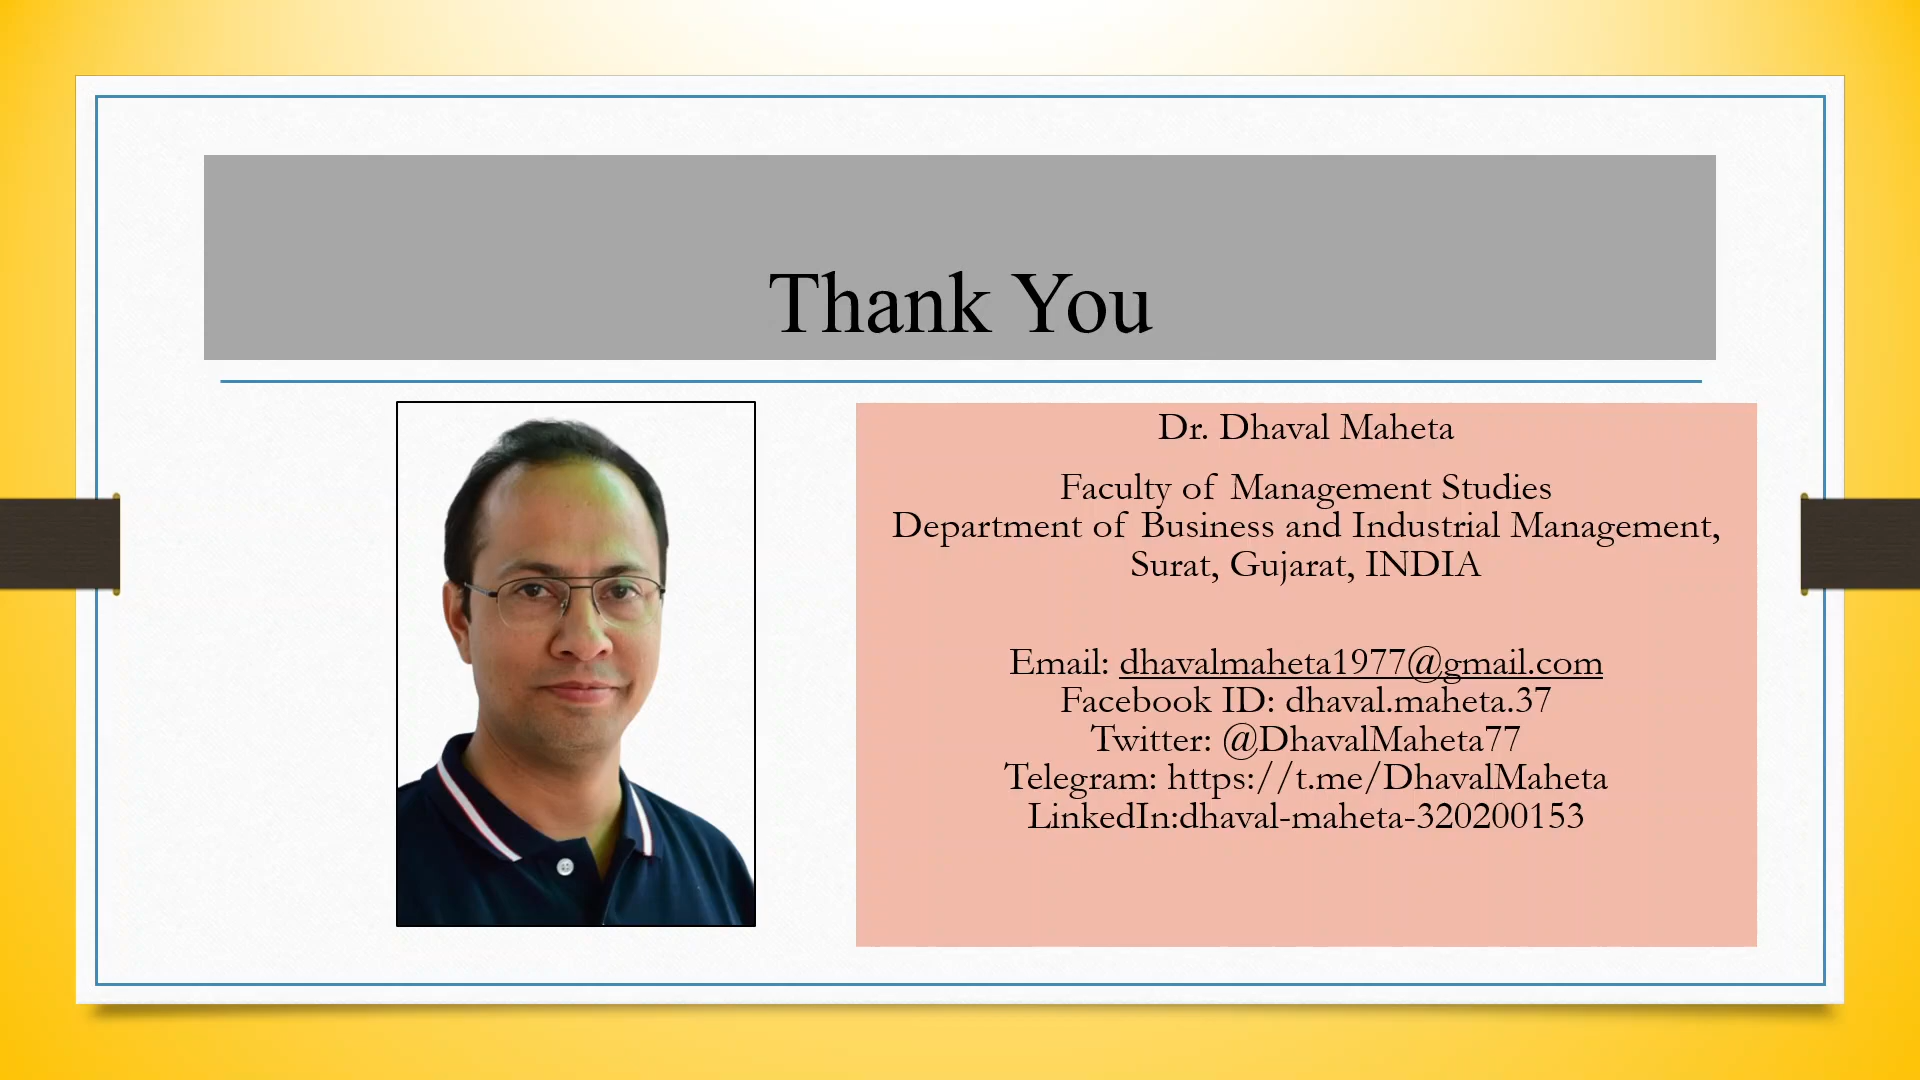 Thank You
Dr. Dhaval Maheta
Faculty of Management Studies
Department of Business and Industrial Management,
Surat, Gujarat, INDIA
Email: dhavalmaheta1977@gmail.com
Facebook ID: dhaval.maheta.37
Twitter: @DhavalMaheta77
Telegram: https://t.me/DhavalMaheta
LinkedIn:dhaval-maheta-320200153